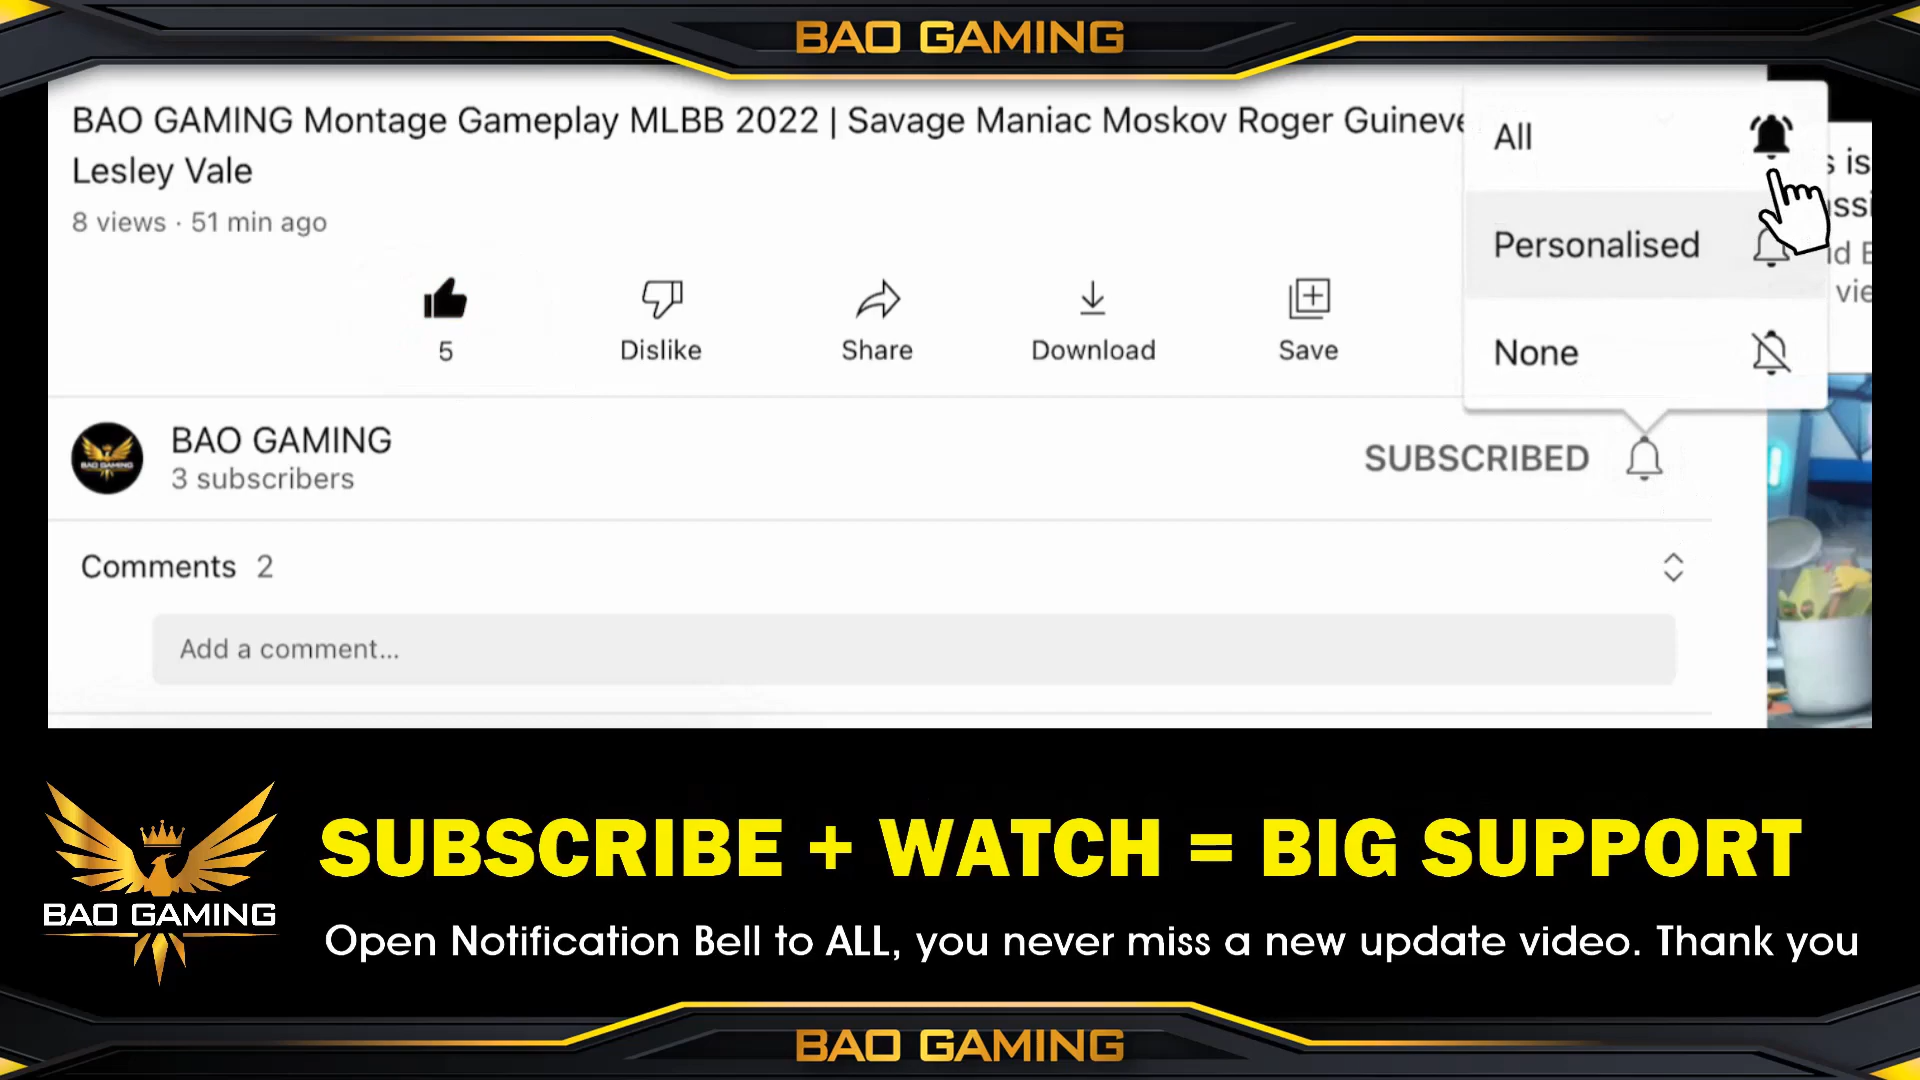 BAO GAMING
BAO GAMING Montage Gameplay MLBB 2022 | Savage Maniac Moskov Roger
Lesley Vale
8 views · 51 min ago
All
Personalised
None
is
5
Dislike
Share
Download
Save
BAO GAMING
3 subscribers
SUBSCRIBED
Comments 2
Add a comment...
BAO GAMING
SUBSCRIBE + WATCH = BIG SUPPORT
Open Notification Bell to ALL, you never miss a new update video. Thank you
BAO GAMING